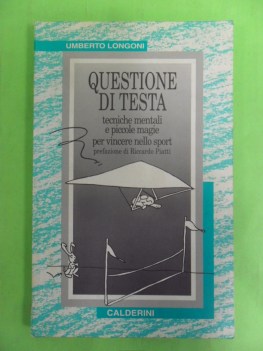 UMBERTO LONGONI
QUESTIONE
DI TESTA
tecniche mentali
e piccole magie
per vincere nello sport
prefazione di Riccardo Piatti
CALDERINI